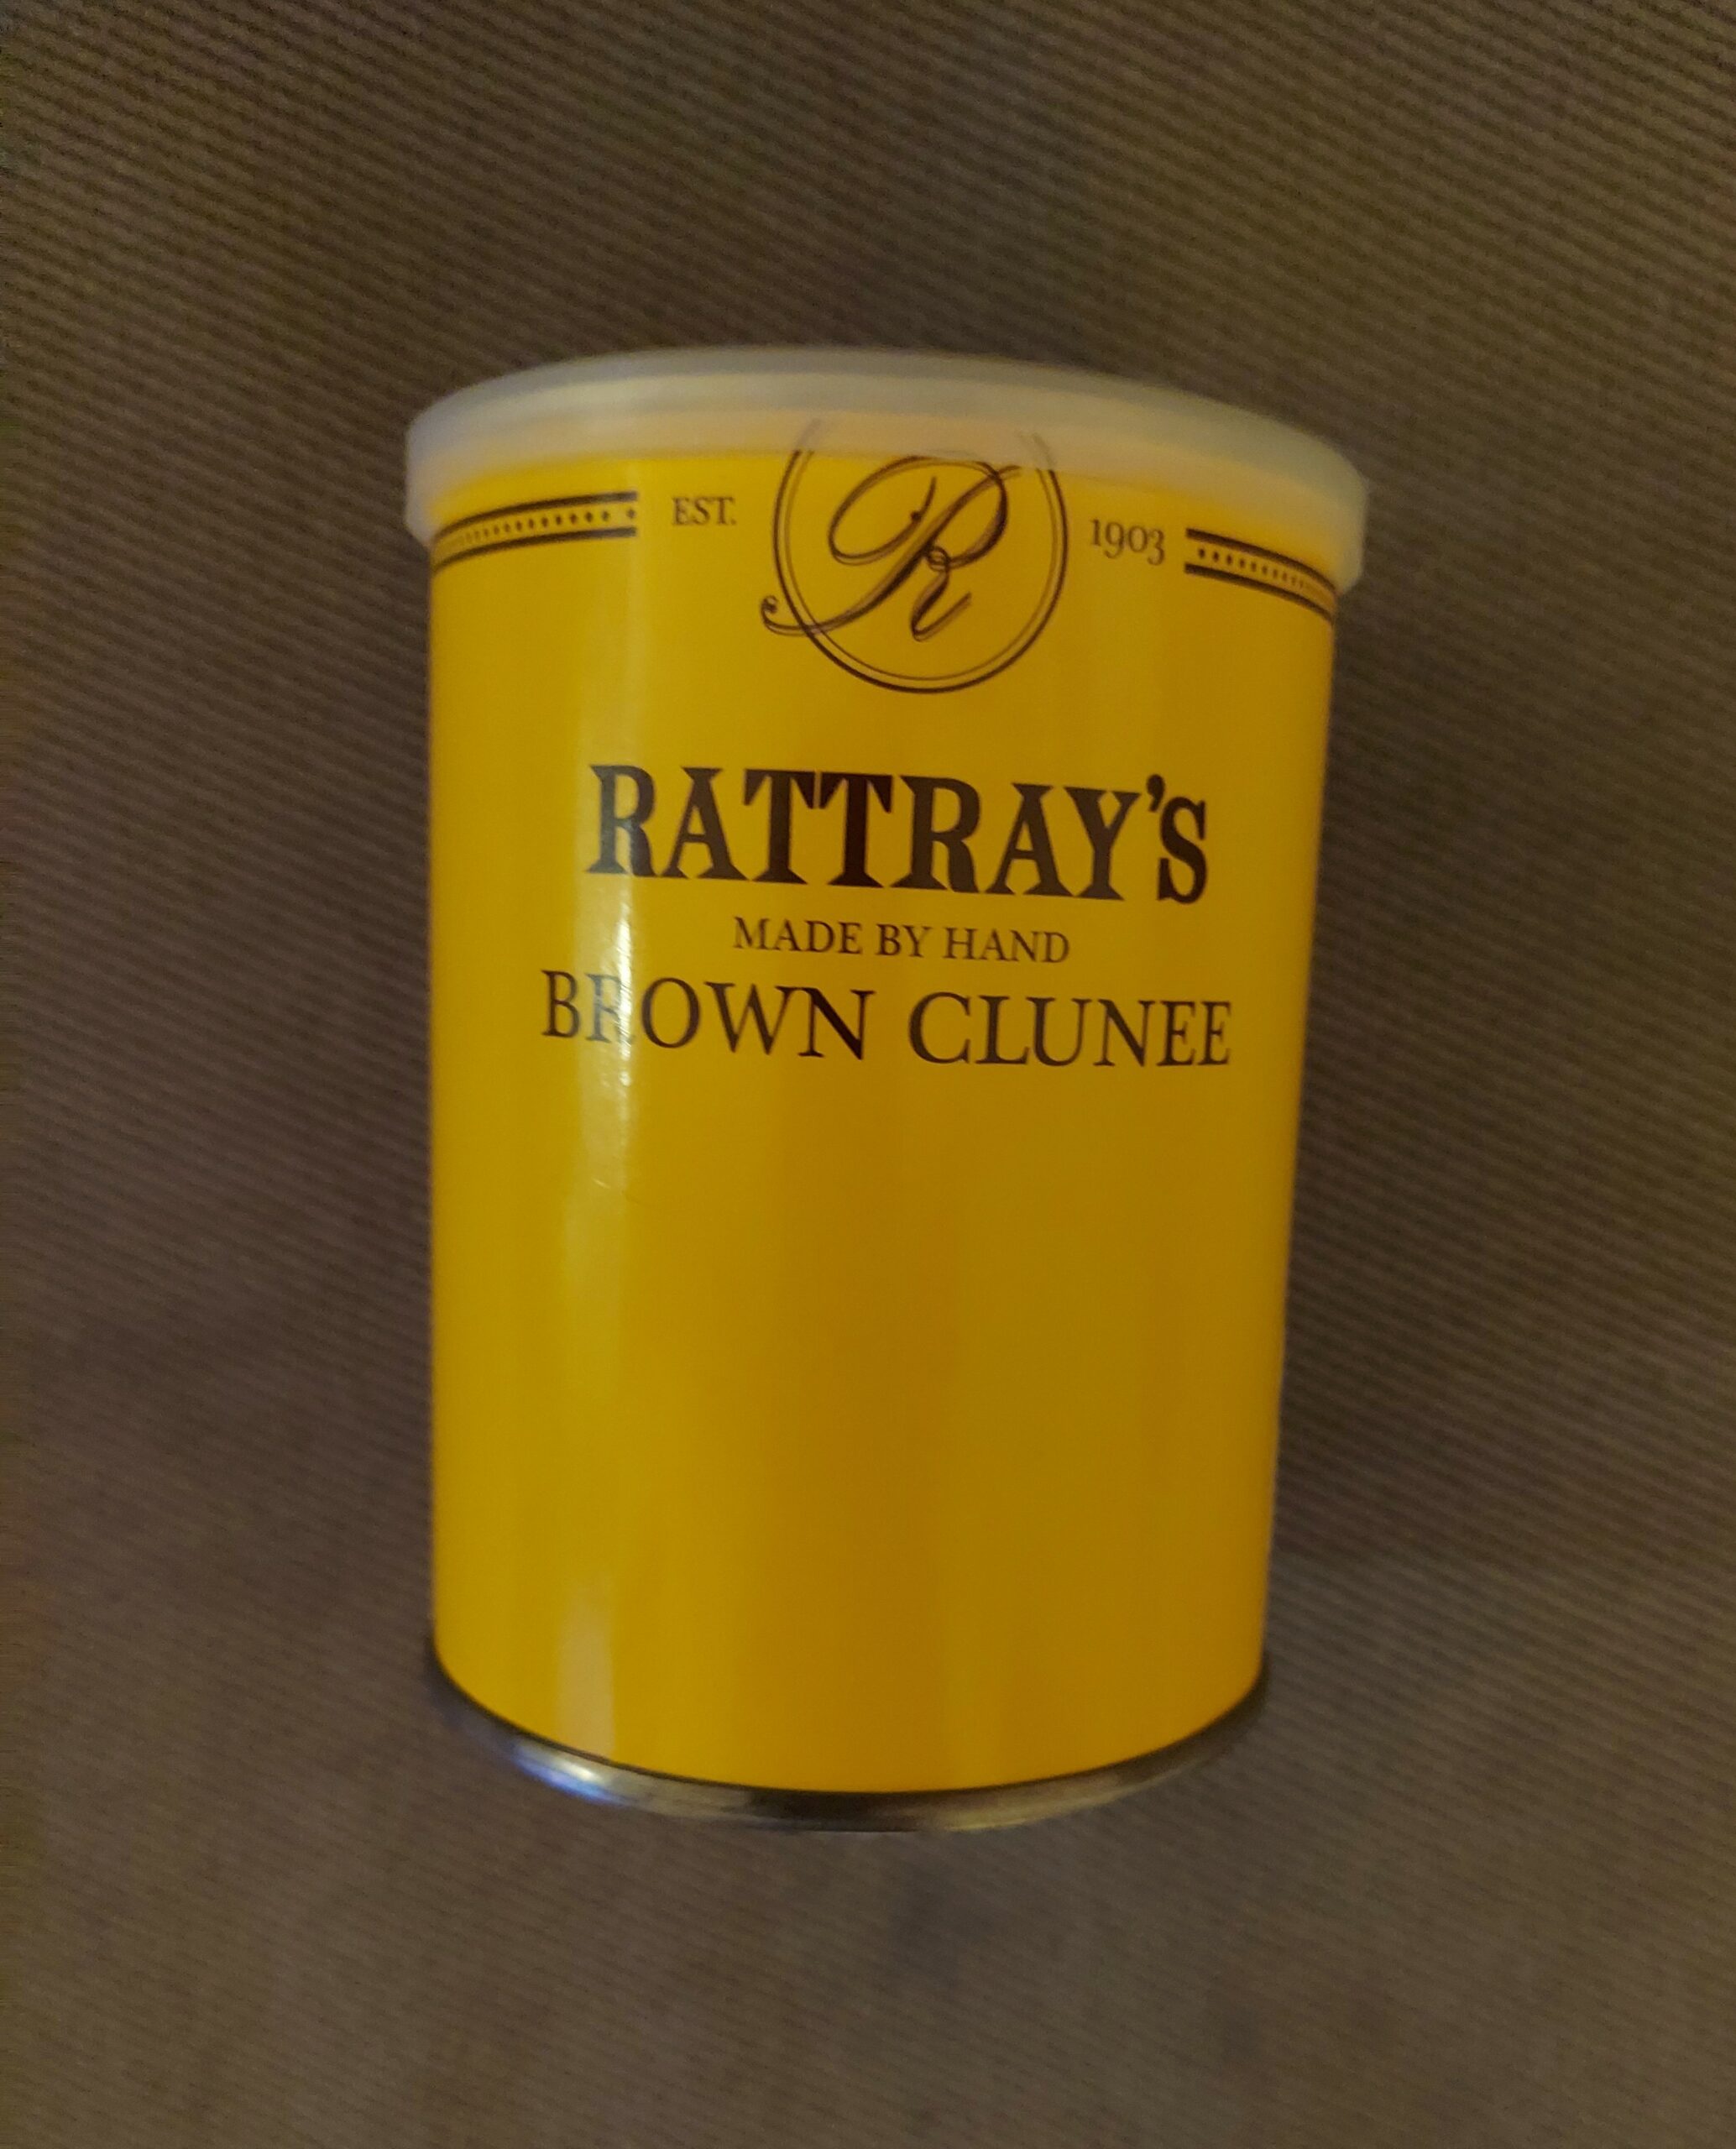 EST. R 1903
RATTRAY'S
MADE BY HAND
BROWN CLUNEE